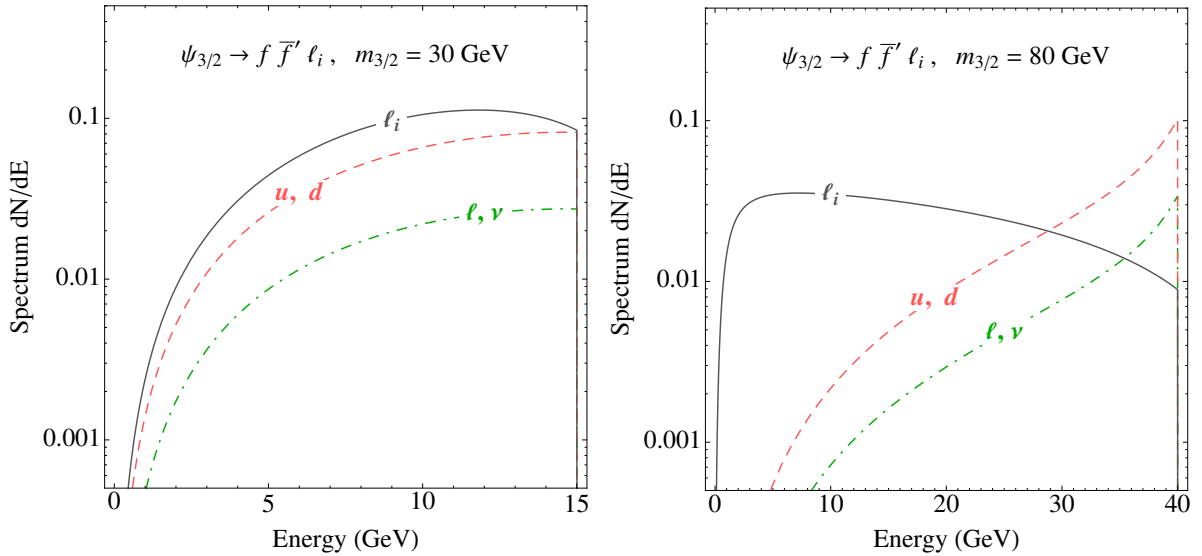 ψ3/2 → f f̅′ ℓi , m3/2 = 30 GeV
Spectrum dN/dE
0.1
0.01
0.001
ℓi
u, d
ℓ, ν
0 5 10 15
Energy (GeV)
ψ3/2 → f f̅′ ℓi , m3/2 = 80 GeV
Spectrum dN/dE
0.1
0.01
0.001
ℓi
u, d
ℓ, ν
0 10 20 30 40
Energy (GeV)